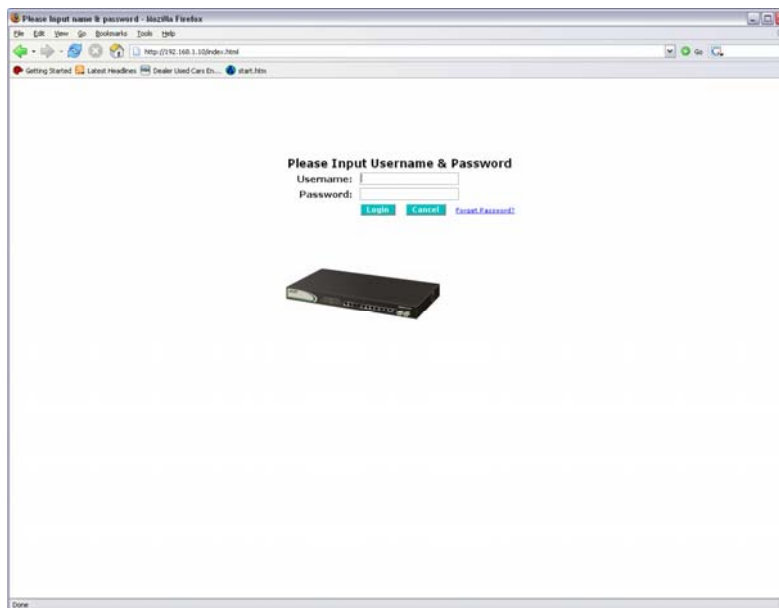 Please Input name & password - Mozilla Firefox
File Edit View Go Bookmarks Tools Help
http://192.168.1.10/index.html
Go
Getting Started Latest Headlines Dealer Used Cars En... start.htm
Please Input Username & Password
Username:
Password:
Login Cancel Forget Password?
Done